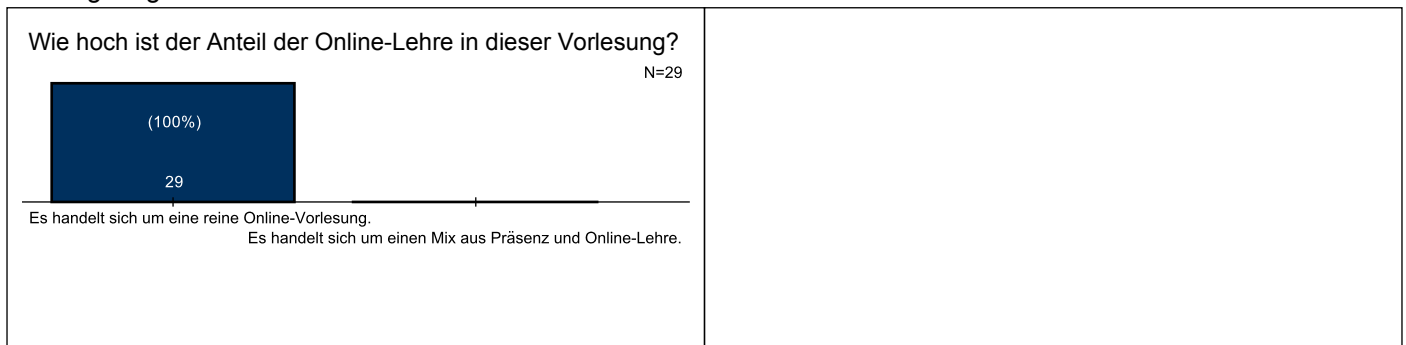 Wie hoch ist der Anteil der Online-Lehre in dieser Vorlesung?
N=29
(100%)
29
Es handelt sich um eine reine Online-Vorlesung.
Es handelt sich um einen Mix aus Präsenz und Online-Lehre.